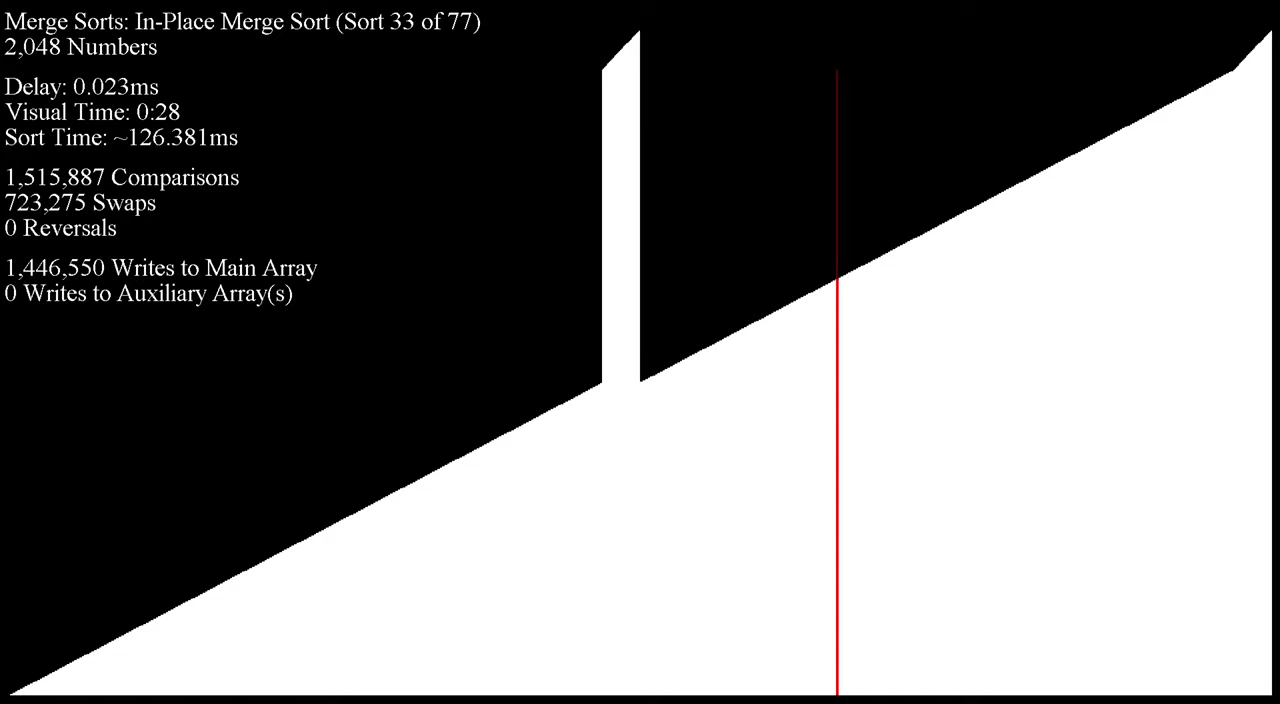 Merge Sorts: In-Place Merge Sort (Sort 33 of 77)
2,048 Numbers
Delay: 0.023ms
Visual Time: 0:28
Sort Time: ~126.381ms
1,515,887 Comparisons
723,275 Swaps
0 Reversals
1,446,550 Writes to Main Array
0 Writes to Auxiliary Array(s)